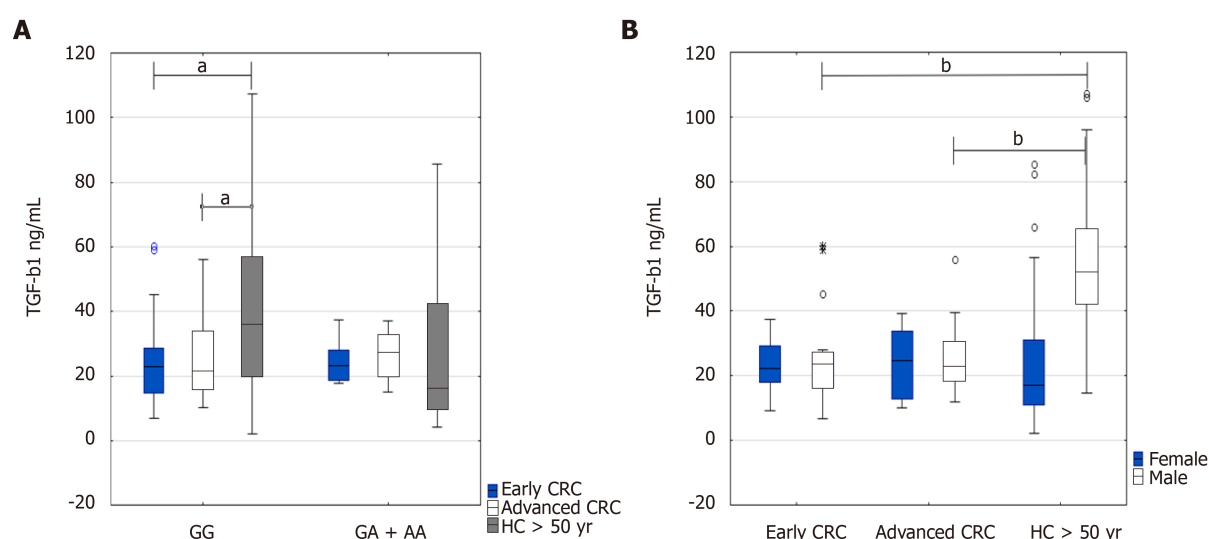 A
TGF-b1 ng/mL
120
100
80
60
40
20
0
-20
a
a
GG
GA + AA
Early CRC
Advanced CRC
HC > 50 yr
B
TGF-b1 ng/mL
120
100
80
60
40
20
0
-20
b
b
Early CRC
Advanced CRC
HC > 50 yr
Female
Male